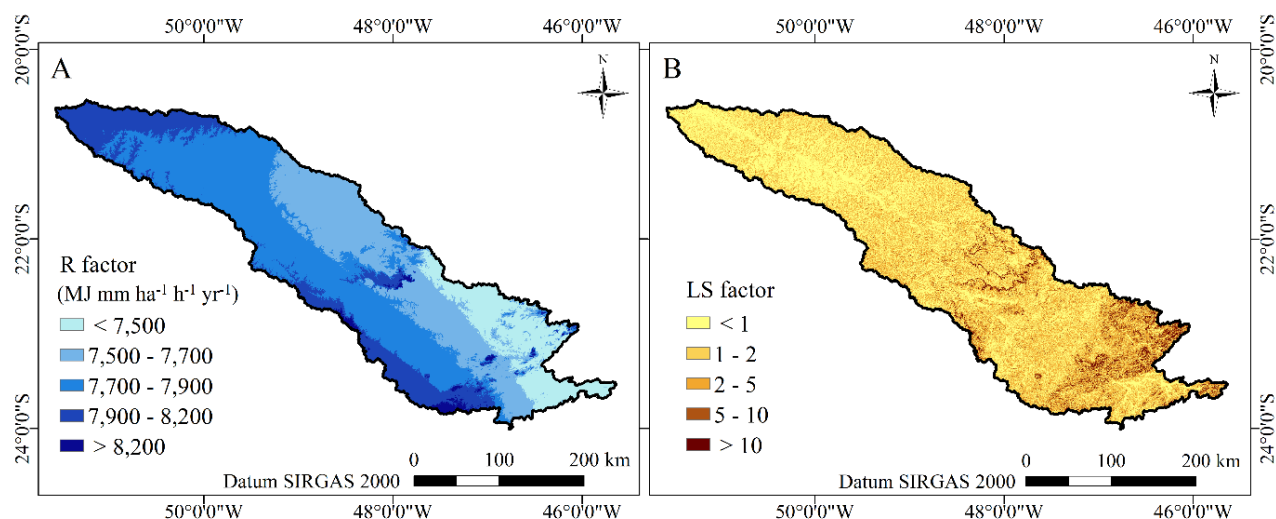 50°0'0"W 48°0'0"W 46°0'0"W
50°0'0"W 48°0'0"W 46°0'0"W
20°0'0"S
22°0'0"S
24°0'0"S
A
N
R factor
(MJ mm ha⁻¹ h⁻¹ yr⁻¹)
< 7,500
7,500 - 7,700
7,700 - 7,900
7,900 - 8,200
> 8,200
0 100 200 km
Datum SIRGAS 2000
50°0'0"W 48°0'0"W 46°0'0"W
B
N
LS factor
< 1
1 - 2
2 - 5
5 - 10
> 10
0 100 200 km
Datum SIRGAS 2000
20°0'0"S
22°0'0"S
24°0'0"S
50°0'0"W 48°0'0"W 46°0'0"W